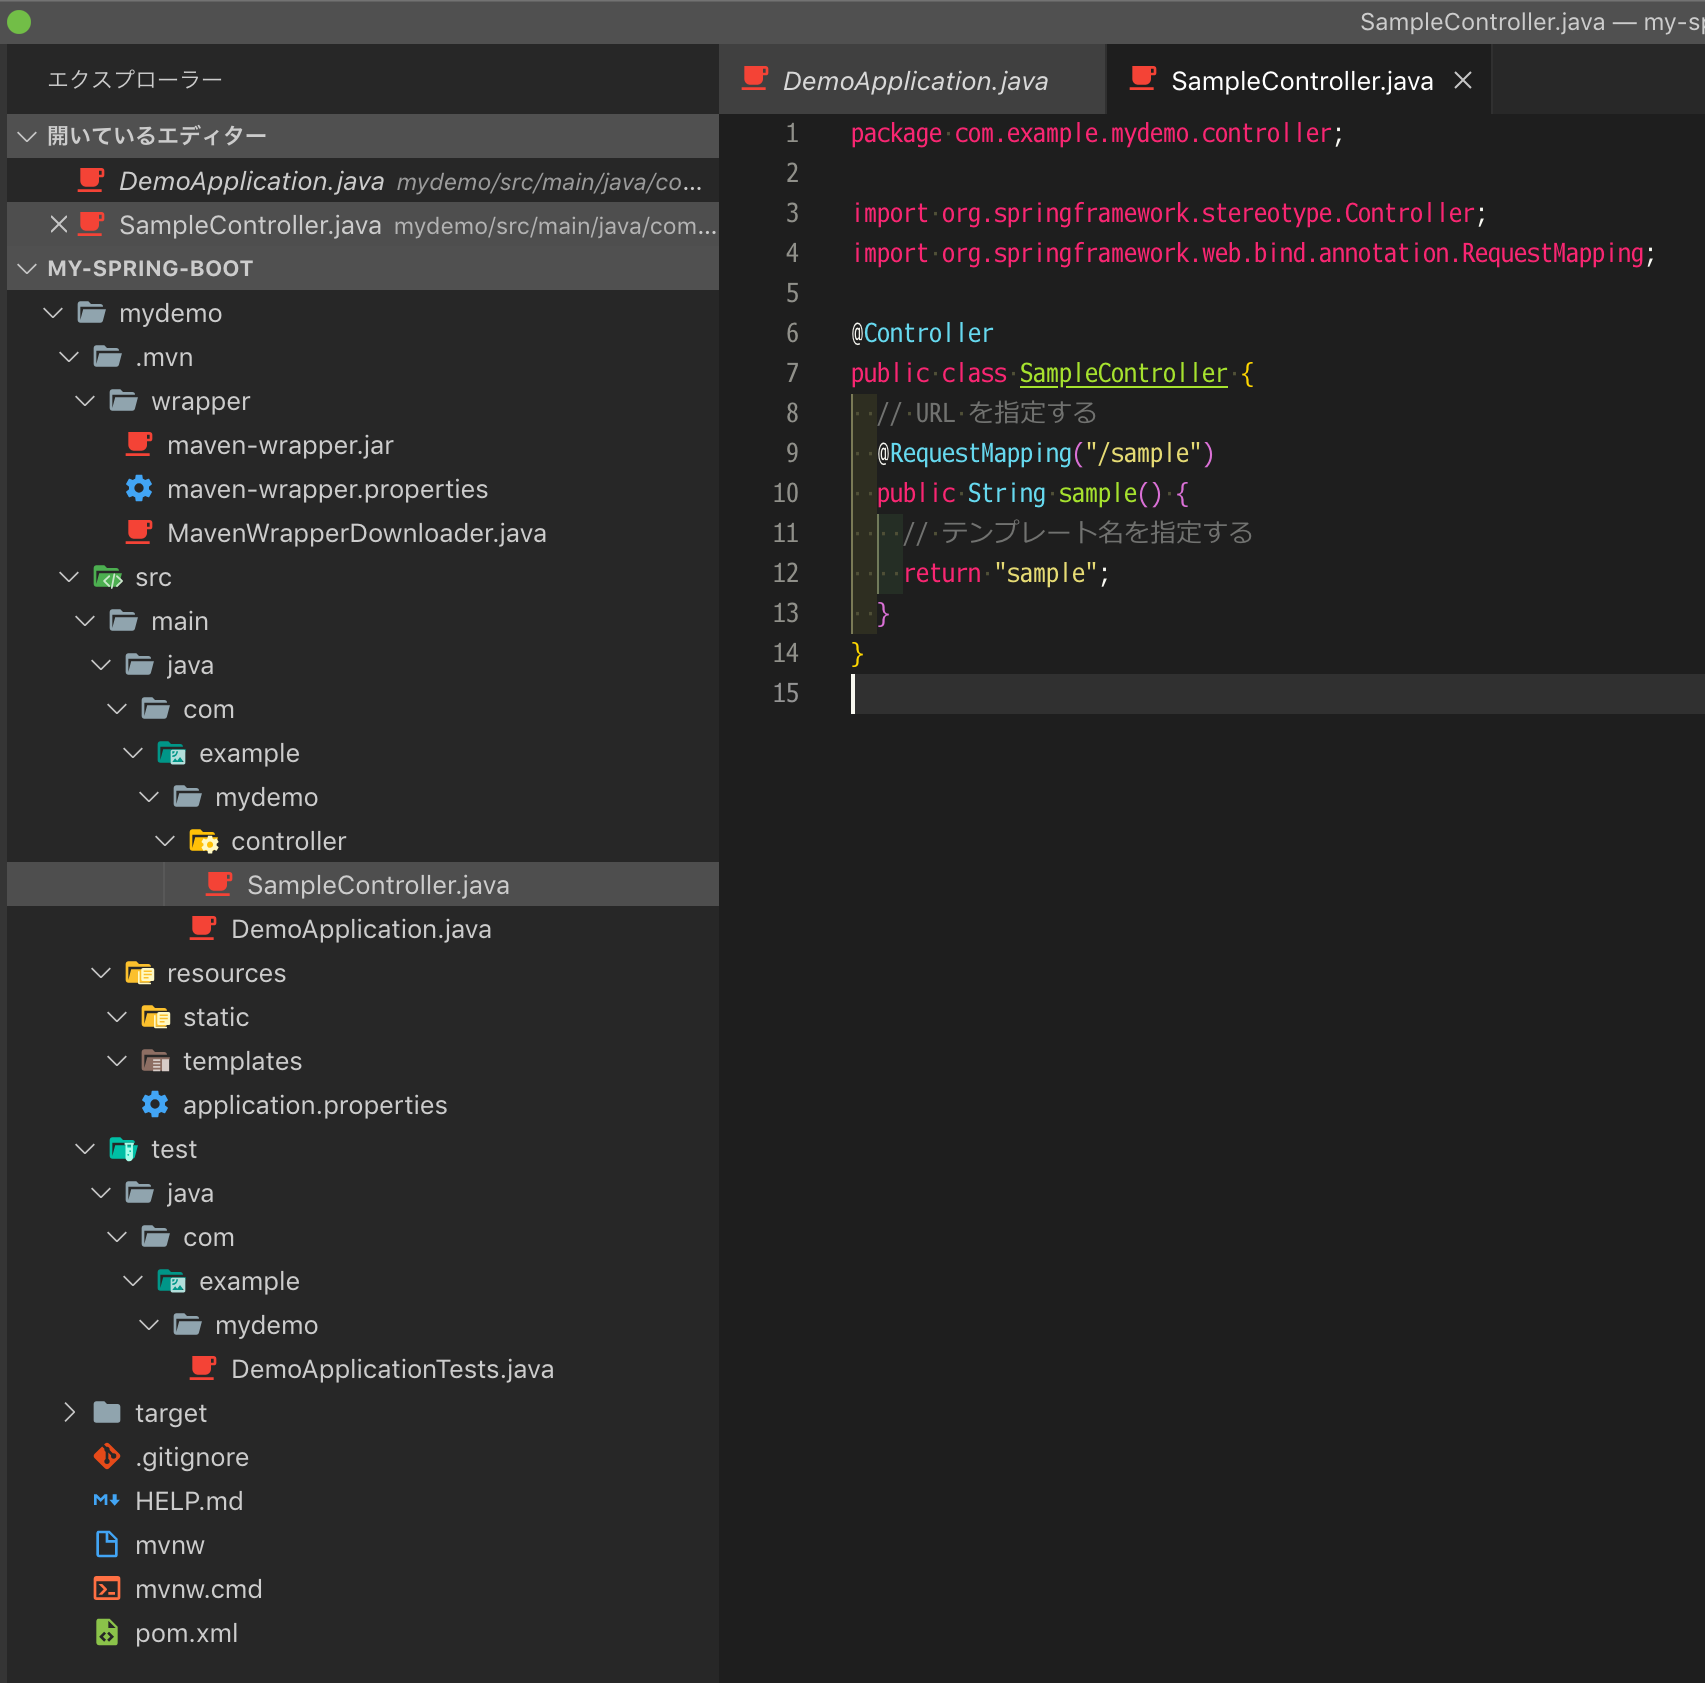 SampleController.java — my-sp
エクスプローラー
開いているエディター
DemoApplication.java mydemo/src/main/java/co...
SampleController.java mydemo/src/main/java/com...
MY-SPRING-BOOT
mydemo
.mvn
wrapper
maven-wrapper.jar
maven-wrapper.properties
MavenWrapperDownloader.java
src
main
java
com
example
mydemo
controller
SampleController.java
DemoApplication.java
resources
static
templates
application.properties
test
java
com
example
mydemo
DemoApplicationTests.java
target
.gitignore
HELP.md
mvnw
mvnw.cmd
pom.xml
DemoApplication.java SampleController.java
1 package com.example.mydemo.controller;
2
3 import org.springframework.stereotype.Controller;
4 import org.springframework.web.bind.annotation.RequestMapping;
5
6 @Controller
7 public class SampleController {
8   // URL を指定する
9   @RequestMapping("/sample")
10   public String sample() {
11     // テンプレート名を指定する
12     return "sample";
13   }
14 }
15